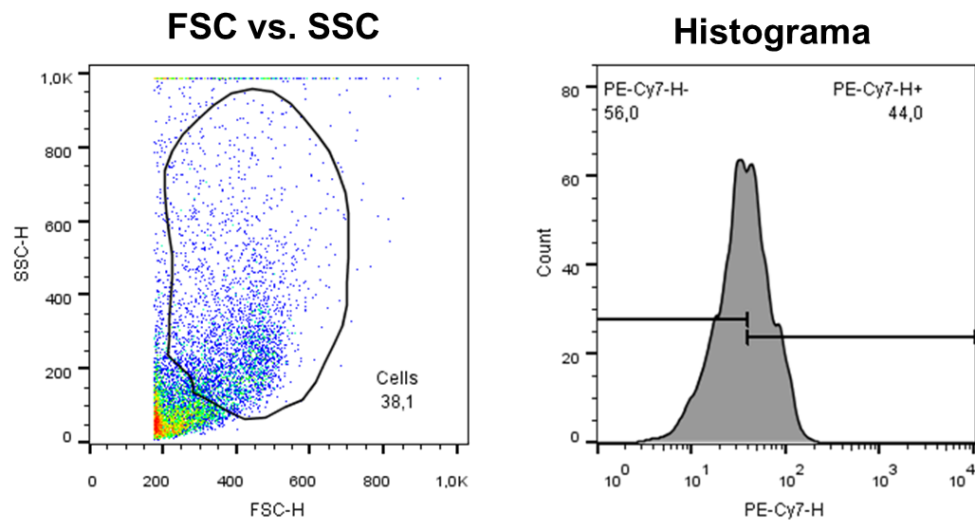 FSC vs. SSC
1,0K
800
600
400
200
0
SSC-H
Cells
38,1
0 200 400 600 800 1,0K
FSC-H
Histograma
80
60
40
20
0
Count
PE-Cy7-H-
56,0
PE-Cy7-H+
44,0
10^0 10^1 10^2 10^3 10^4
PE-Cy7-H